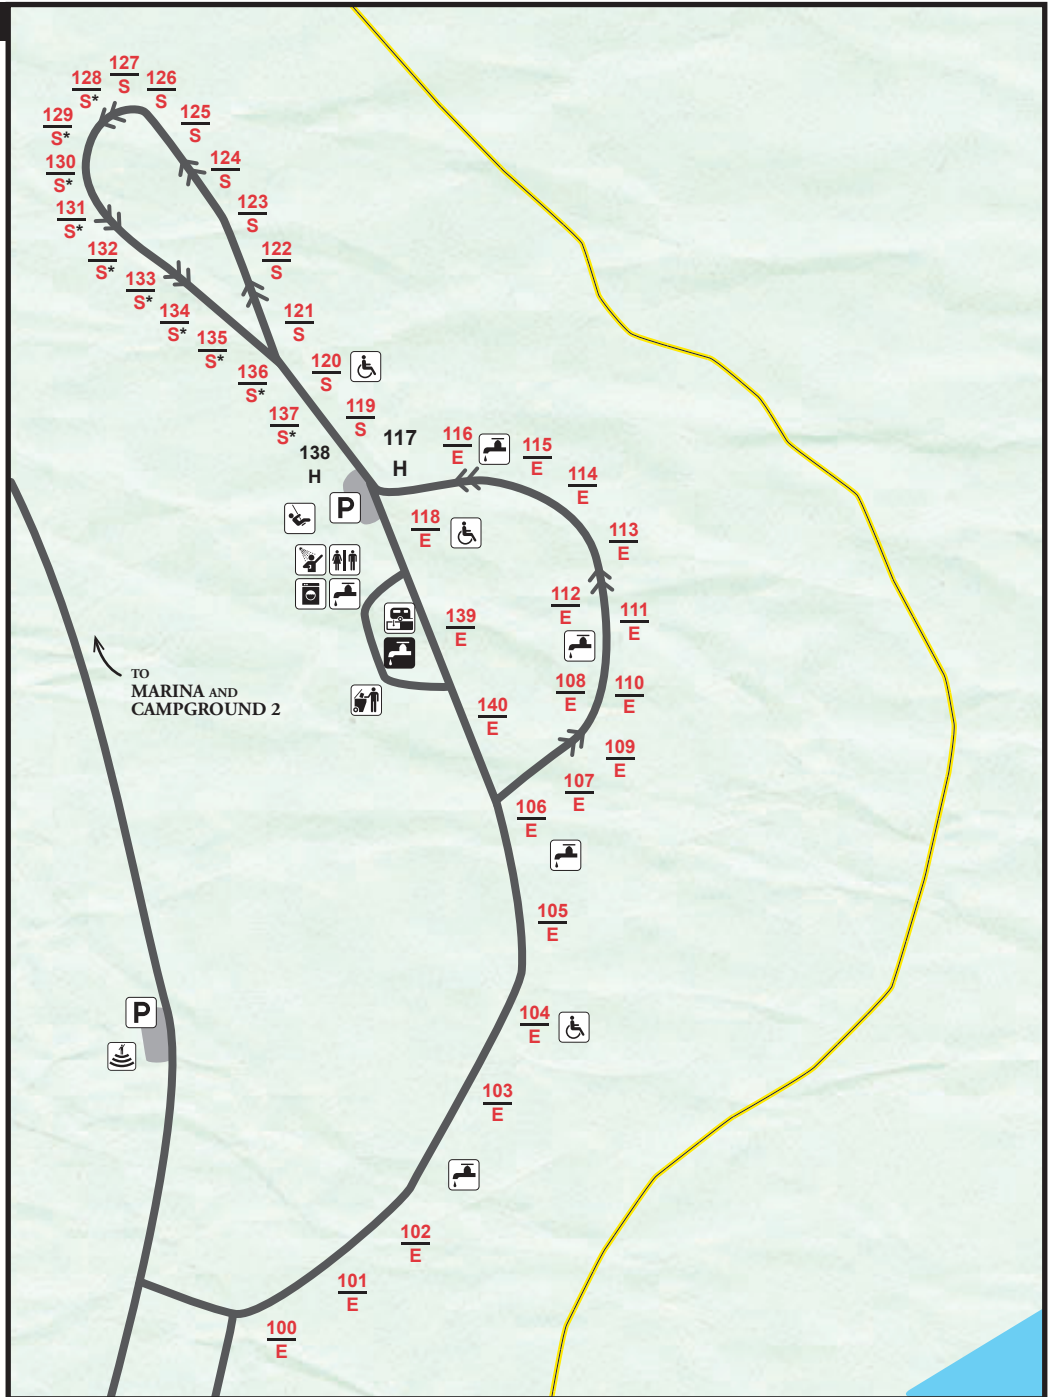 127
S
128
S*
126
S
129
S*
125
S
130
S*
124
S
131
S*
123
S
132
S*
122
S
133
S*
134
S*
121
S
135
S*
120
S
136
S*
119
S
137
S*
138
H
117
H
116
E
115
E
114
E
P
118
E
113
E
112
E
111
E
139
E
108
E
110
E
TO
MARINA AND
CAMPGROUND 2
140
E
109
E
107
E
106
E
105
E
P
104
E
103
E
102
E
101
E
100
E